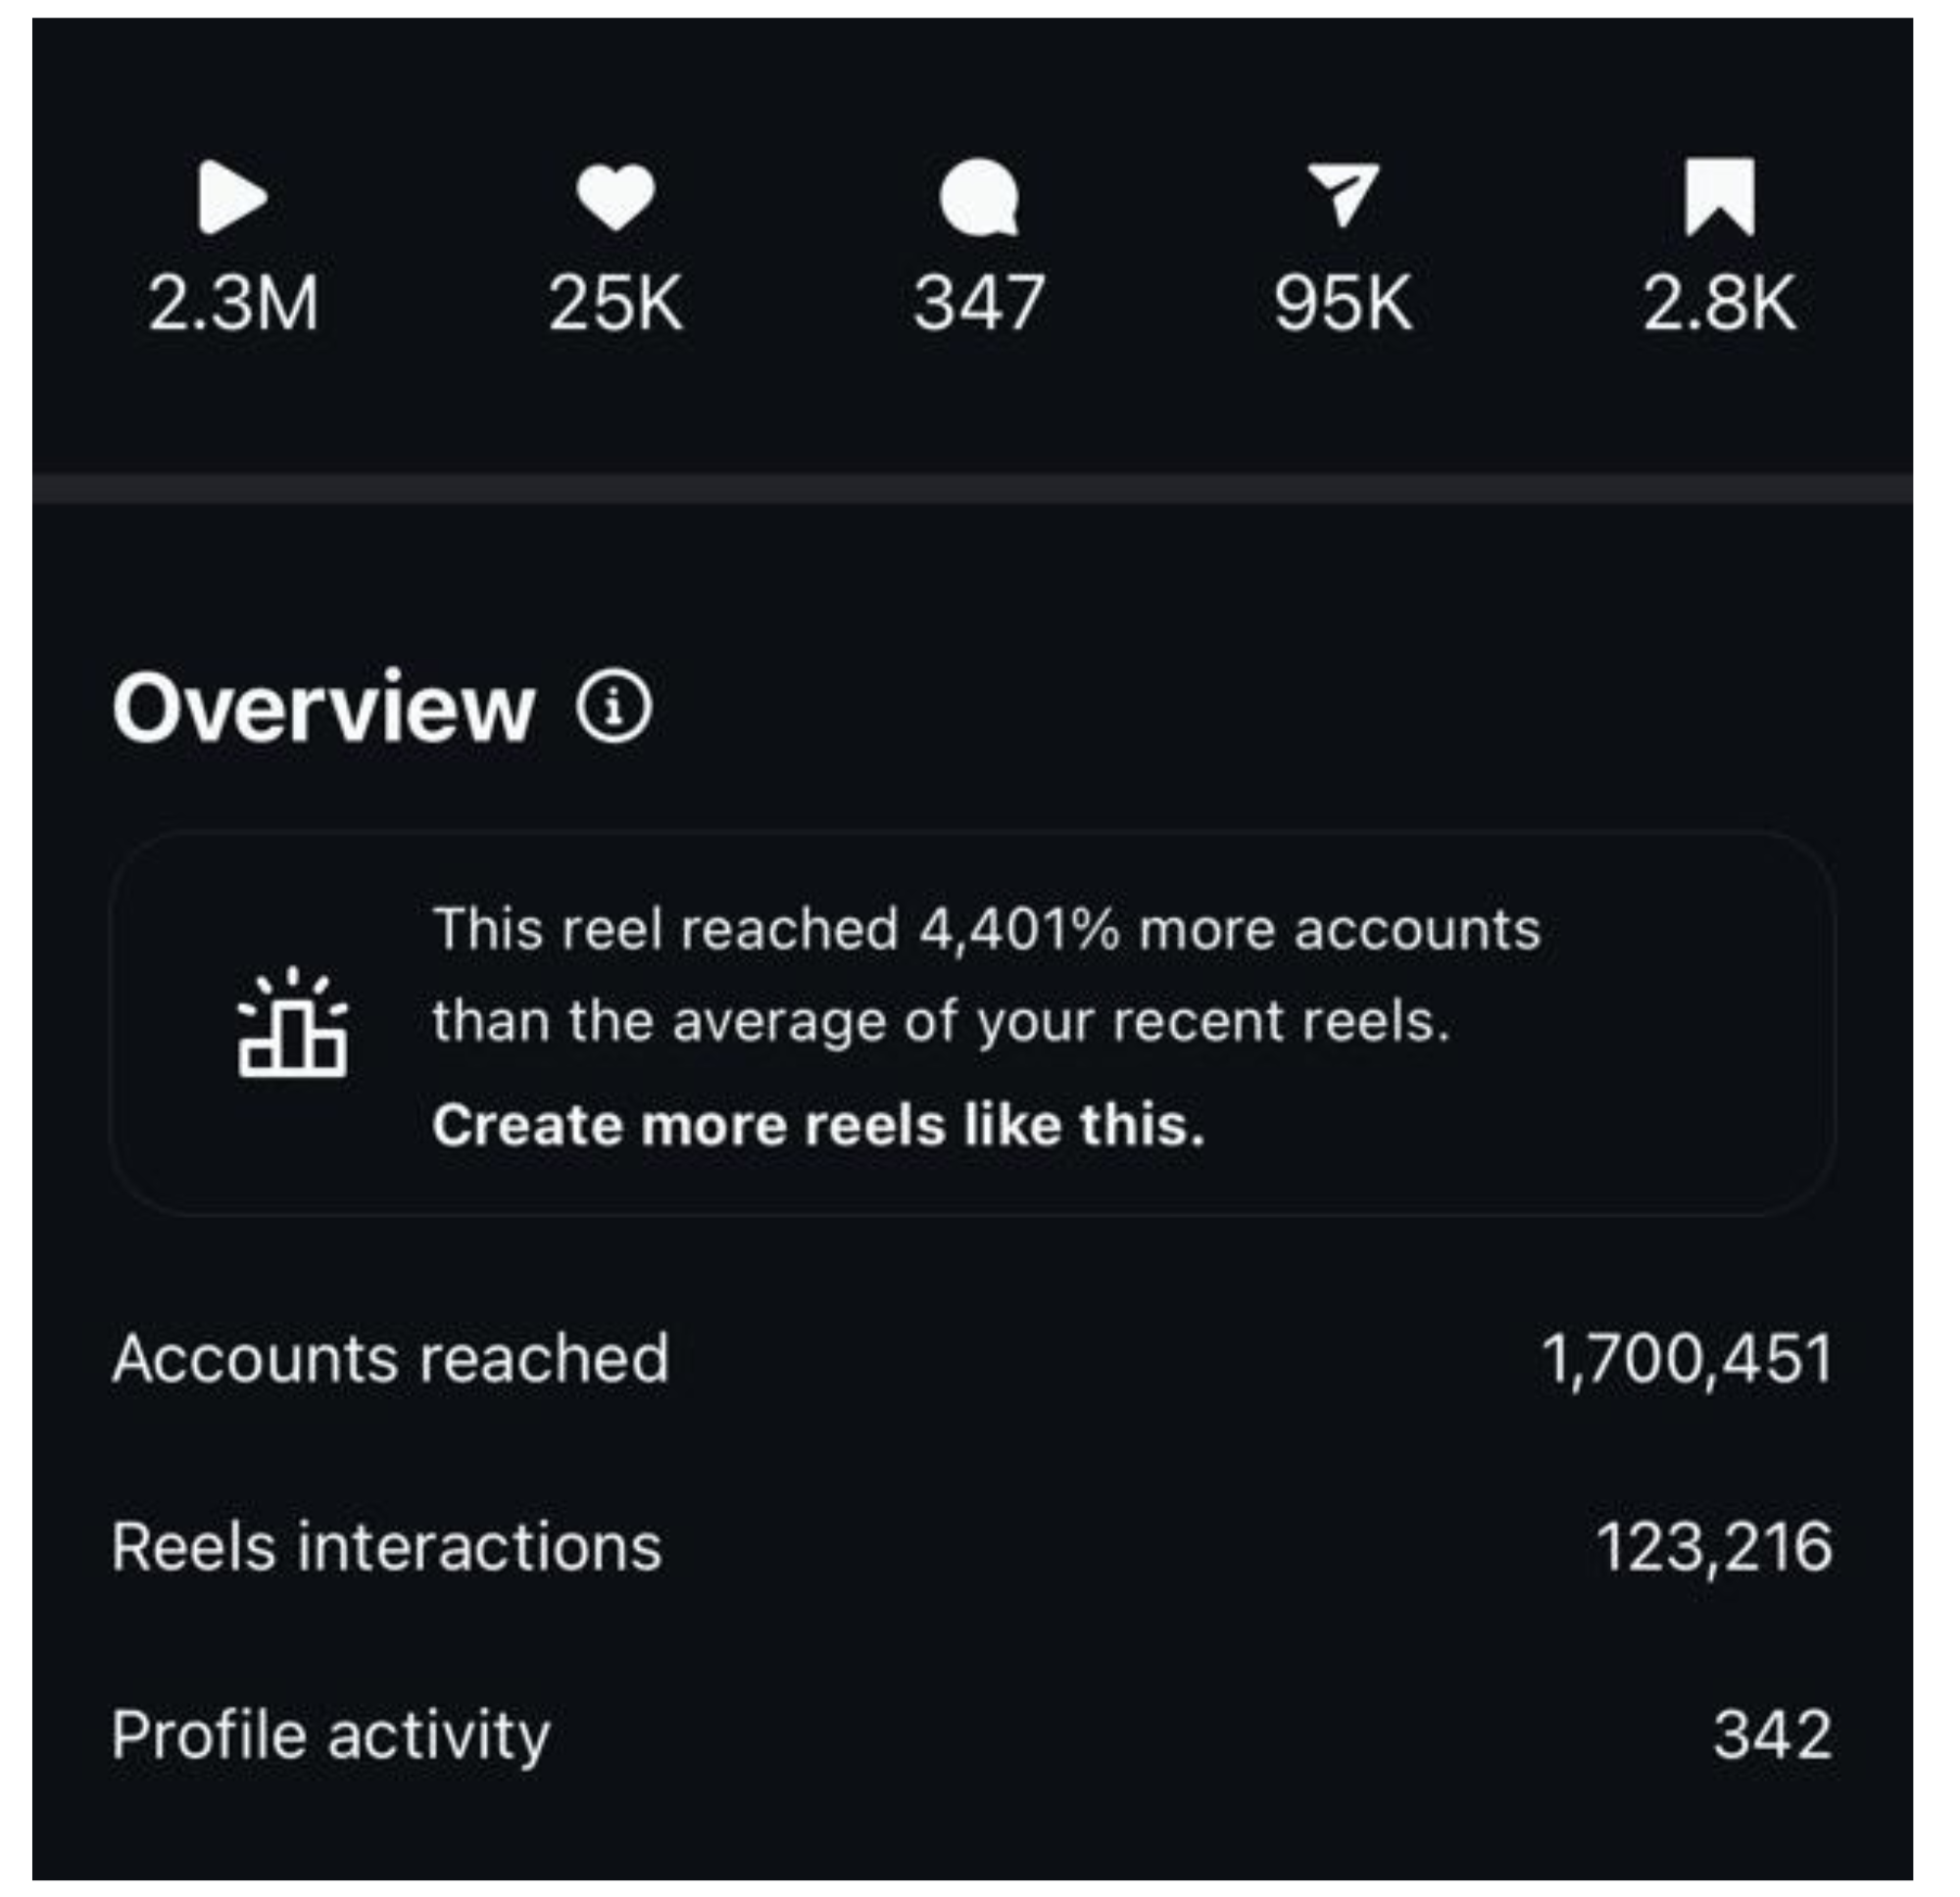 2.3M 25K 347 95K 2.8K
Overview
This reel reached 4,401% more accounts
than the average of your recent reels.
Create more reels like this.
Accounts reached 1,700,451
Reels interactions 123,216
Profile activity 342